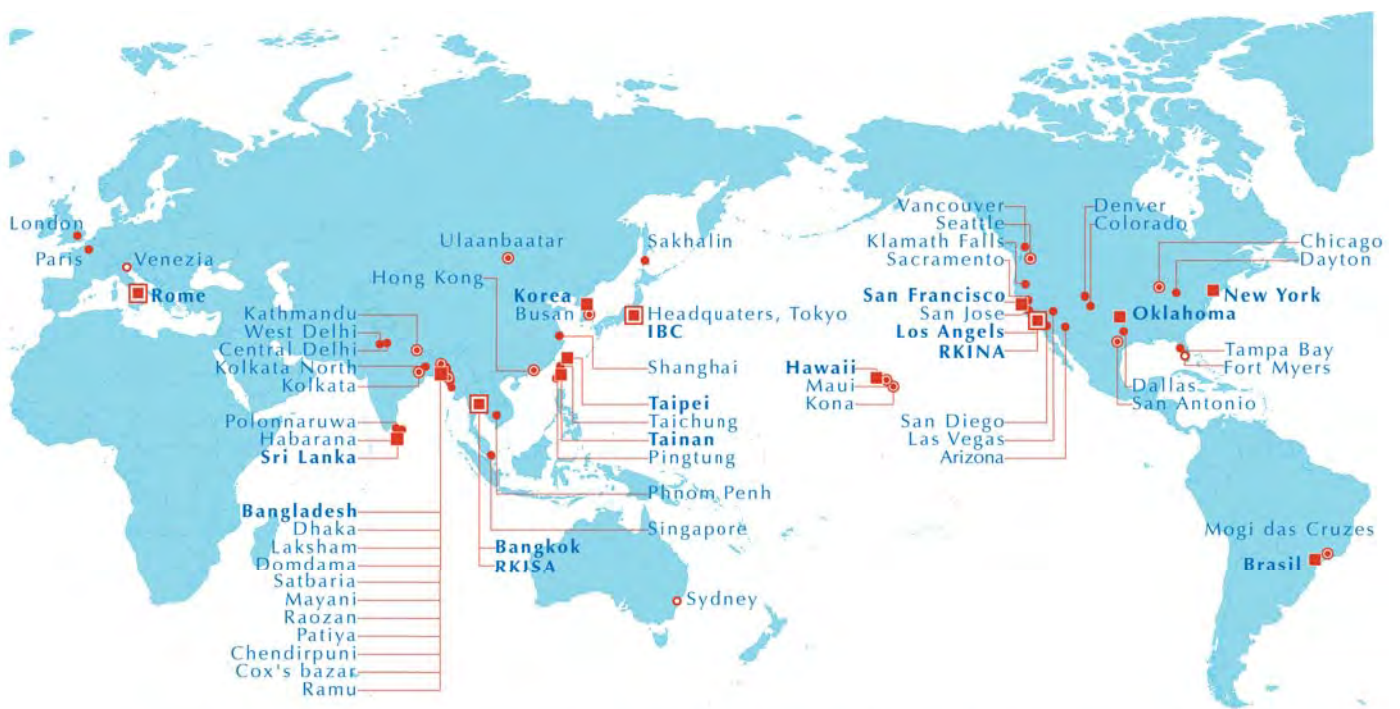 London
Paris
Venezia
Rome
Ulaanbaatar
Hong Kong
Sakhalin
Korea
Busan
Headquaters, Tokyo
IBC
Kathmandu
West Delhi
Central Delhi
Kolkata North
Kolkata
Polonnaruwa
Habarana
Sri Lanka
Shanghai
Taipei
Taichung
Tainan
Pingtung
Phnom Penh
Singapore
Bangladesh
Dhaka
Laksham
Domdama
Satbaria
Mayani
Raozan
Patiya
Chendirpuni
Cox's bazar
Ramu
Bangkok
RKISA
Sydney
Vancouver
Seattle
Klamath Falls
Sacramento
San Francisco
San Jose
Los Angels
RKINA
Hawaii
Maui
Kona
San Diego
Las Vegas
Arizona
Denver
Colorado
Chicago
Dayton
New York
Oklahoma
Tampa Bay
Fort Myers
Dallas
San Antonio
Mogi das Cruzes
Brasil